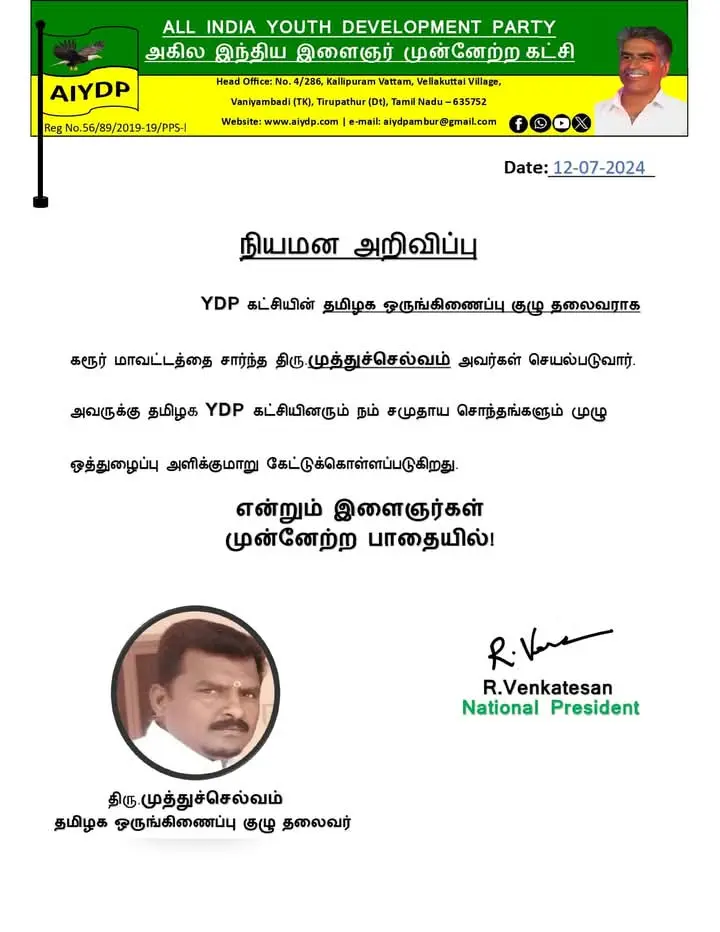 ALL INDIA YOUTH DEVELOPMENT PARTY
அகில இந்திய இளைஞர் முன்னேற்ற கட்சி
AIYDP
Head Office: No. 4/286, Kallipuram Vattam, Vellakuttai Village,
Vaniyambadi (TK), Tirupathur (Dt), Tamil Nadu – 635752
Website: www.aiydp.com | e-mail: aiydpambur@gmail.com
Reg No.56/89/2019-19/PPS-I
Date: 12-07-2024
நியமன அறிவிப்பு
YDP கட்சியின் தமிழக ஒருங்கிணைப்பு குழு தலைவராக
கரூர் மாவட்டத்தை சார்ந்த திரு.முத்துச்செல்வம் அவர்கள் செயல்படுவார்.
அவருக்கு தமிழக YDP கட்சியினரும் நம் சமுதாய சொந்தங்களும் முழு
ஒத்துழைப்பு அளிக்குமாறு கேட்டுக்கொள்ளப்படுகிறது.
என்றும் இளைஞர்கள்
முன்னேற்ற பாதையில்!
R. Ven
R.Venkatesan
National President
திரு.முத்துச்செல்வம்
தமிழக ஒருங்கிணைப்பு குழு தலைவர்